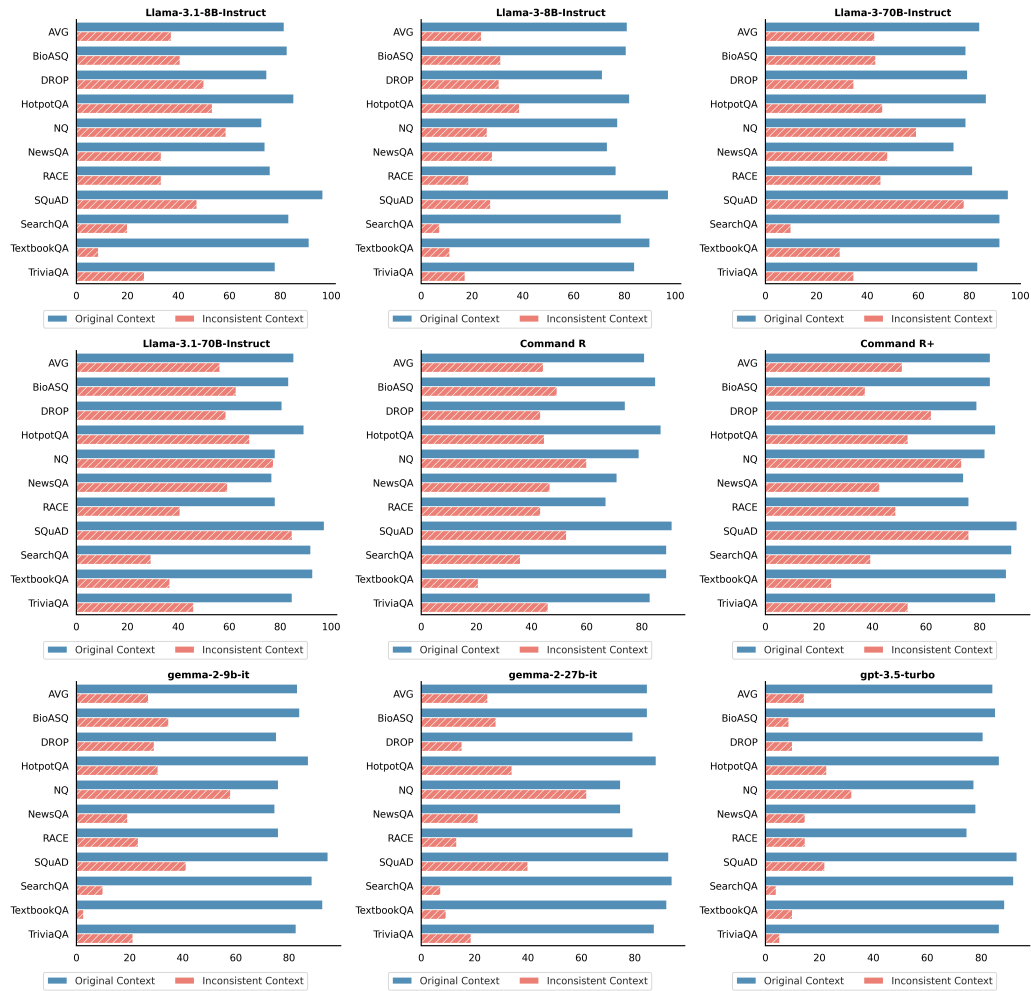 Llama-3.1-8B-Instruct
AVG
BioASQ
DROP
HotpotQA
NQ
NewsQA
RACE
SQuAD
SearchQA
TextbookQA
TriviaQA
0 20 40 60 80 100
Original Context Inconsistent Context
Llama-3-8B-Instruct
AVG
BioASQ
DROP
HotpotQA
NQ
NewsQA
RACE
SQuAD
SearchQA
TextbookQA
TriviaQA
0 20 40 60 80 100
Original Context Inconsistent Context
Llama-3-70B-Instruct
AVG
BioASQ
DROP
HotpotQA
NQ
NewsQA
RACE
SQuAD
SearchQA
TextbookQA
TriviaQA
0 20 40 60 80 100
Original Context Inconsistent Context
Llama-3.1-70B-Instruct
AVG
BioASQ
DROP
HotpotQA
NQ
NewsQA
RACE
SQuAD
SearchQA
TextbookQA
TriviaQA
0 20 40 60 80 100
Original Context Inconsistent Context
Command R
AVG
BioASQ
DROP
HotpotQA
NQ
NewsQA
RACE
SQuAD
SearchQA
TextbookQA
TriviaQA
0 20 40 60 80
Original Context Inconsistent Context
Command R+
AVG
BioASQ
DROP
HotpotQA
NQ
NewsQA
RACE
SQuAD
SearchQA
TextbookQA
TriviaQA
0 20 40 60 80
Original Context Inconsistent Context
gemma-2-9b-it
AVG
BioASQ
DROP
HotpotQA
NQ
NewsQA
RACE
SQuAD
SearchQA
TextbookQA
TriviaQA
0 20 40 60 80
Original Context Inconsistent Context
gemma-2-27b-it
AVG
BioASQ
DROP
HotpotQA
NQ
NewsQA
RACE
SQuAD
SearchQA
TextbookQA
TriviaQA
0 20 40 60 80
Original Context Inconsistent Context
gpt-3.5-turbo
AVG
BioASQ
DROP
HotpotQA
NQ
NewsQA
RACE
SQuAD
SearchQA
TextbookQA
TriviaQA
0 20 40 60 80
Original Context Inconsistent Context